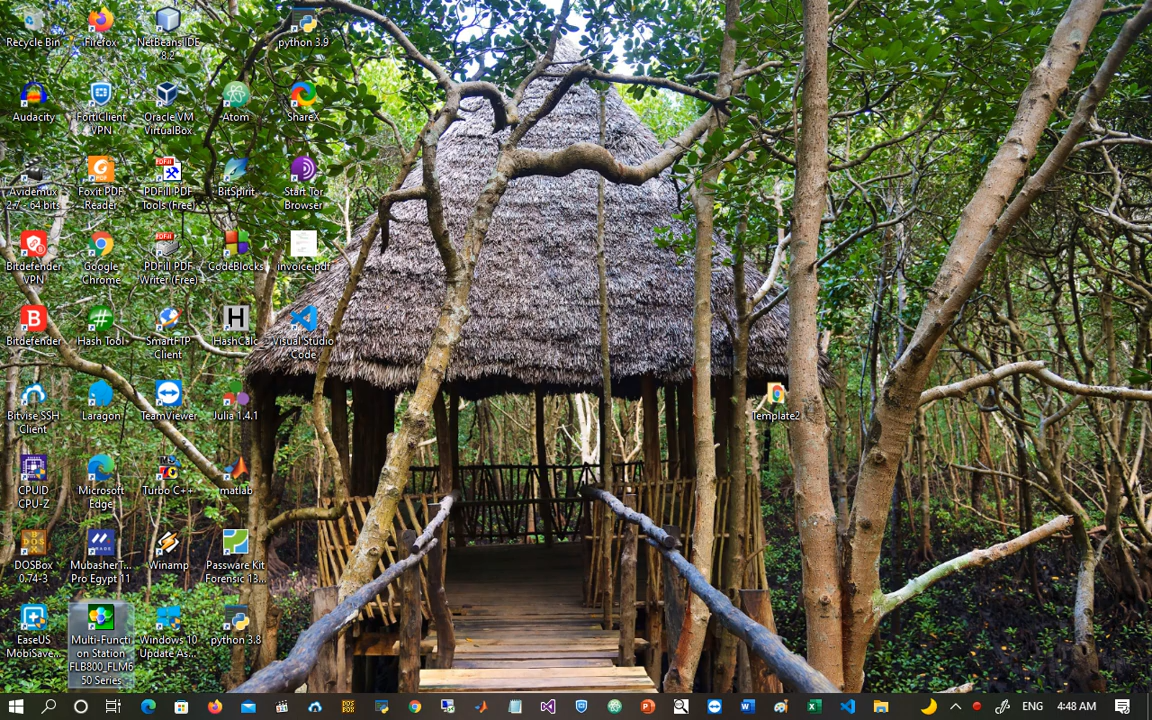 Recycle Bin
Firefox
NetBeans IDE
8.2
python 3.9
Audacity
FortiClient
VPN
Oracle VM
VirtualBox
Atom
ShareX
Avidemux
2.7 - 64 bits
Foxit PDF
Reader
PDFill PDF
Tools (Free)
BitSpirit
Start Tor
Browser
Bitdefender
VPN
Google
Chrome
PDFill PDF
Writer (Free)
CodeBlocks
invoice.pdf
Bitdefender
Hash Tool
SmartFTP
Client
HashCalc
Visual Studio
Code
Bitvise SSH
Client
Laragon
TeamViewer
Julia 1.4.1
Template2
CPUID
CPU-Z
Microsoft
Edge
Turbo C++
matlab
DOSBox
0.74-3
MubasherT...
Pro Egypt 11
Winamp
Passware Kit
Forensic 13...
EaseUS
MobiSave...
Multi-Functi
on Station
FLB800_FLM6
50 Series
Windows 10
Update As...
python 3.8
ENG
4:48 AM